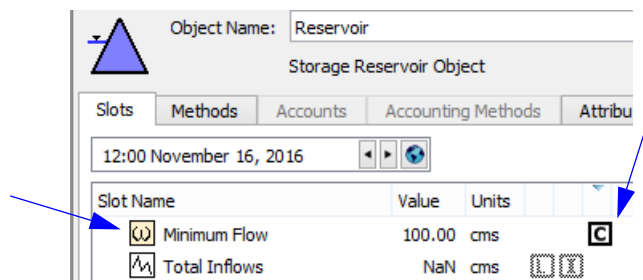 Object Name: Reservoir
Storage Reservoir Object
Slots Methods Accounts Accounting Methods Attribu
12:00 November 16, 2016
Slot Name Value Units
ω Minimum Flow 100.00 cms C
Total Inflows NaN cms L I